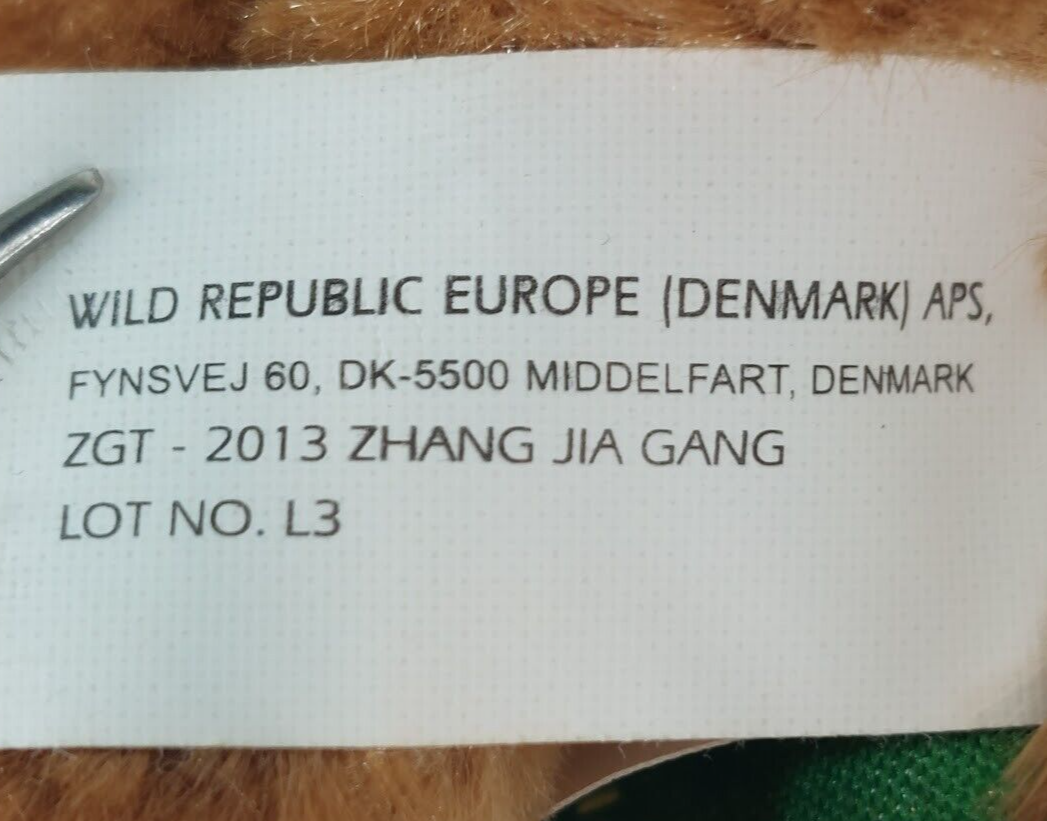 WILD REPUBLIC EUROPE (DENMARK) APS,
FYNSVEJ 60, DK-5500 MIDDELFART, DENMARK
ZGT - 2013 ZHANG JIA GANG
LOT NO. L3